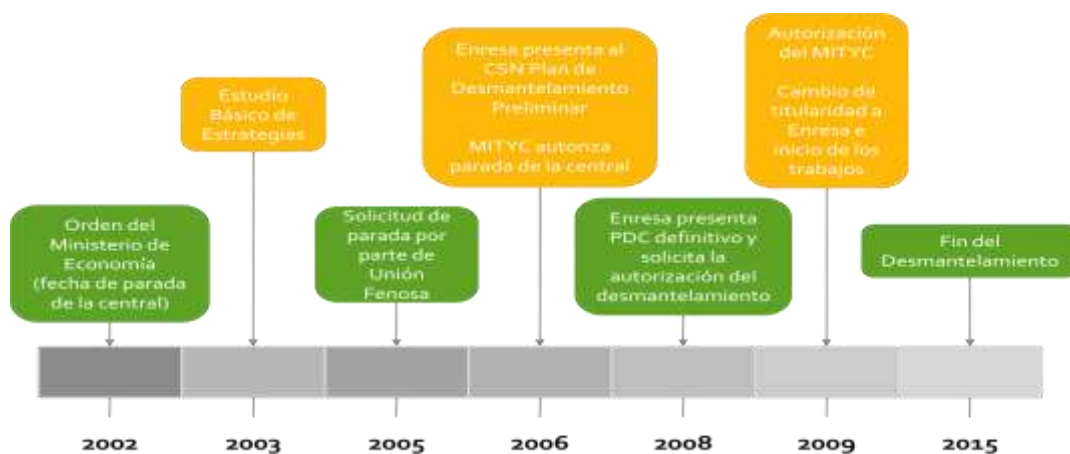 Orden del
Ministerio de
Economía
(fecha de parada
de la central)
Estudio
Básico de
Estrategias
Solicitud de
parada por
parte de
Unión
Fenosa
Enresa presenta al
CSN Plan de
Desmantelamiento
Preliminar
MITYC autoriza
parada de la central
Enresa presenta
PDC definitivo y
solicita la
autorización del
desmantelamiento
Autorización
del MITYC
Cambio de
titularidad a
Enresa e
inicio de los
trabajos
Fin del
Desmantelamiento
2002
2003
2005
2006
2008
2009
2015